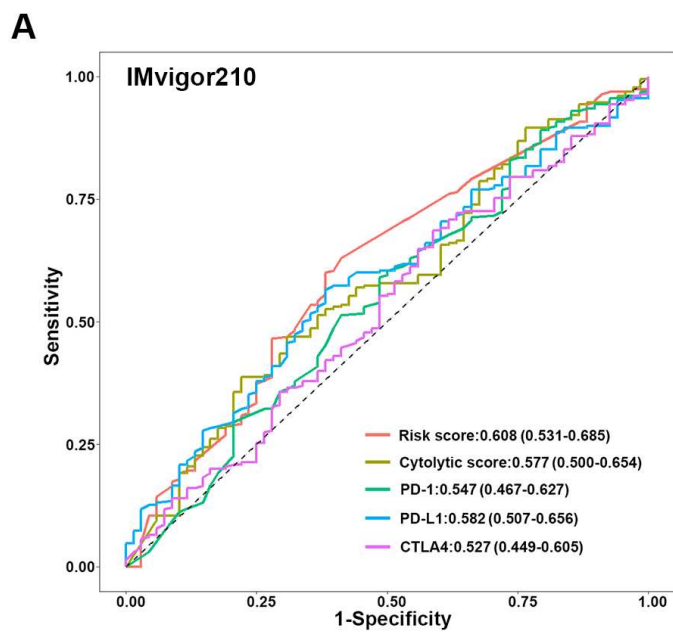 A
IMvigor210
1.00
0.75
0.50
0.25
0.00
Sensitivity
Risk score:0.608 (0.531-0.685)
Cytolytic score:0.577 (0.500-0.654)
PD-1:0.547 (0.467-0.627)
PD-L1:0.582 (0.507-0.656)
CTLA4:0.527 (0.449-0.605)
0.00 0.25 0.50 0.75 1.00
1-Specificity